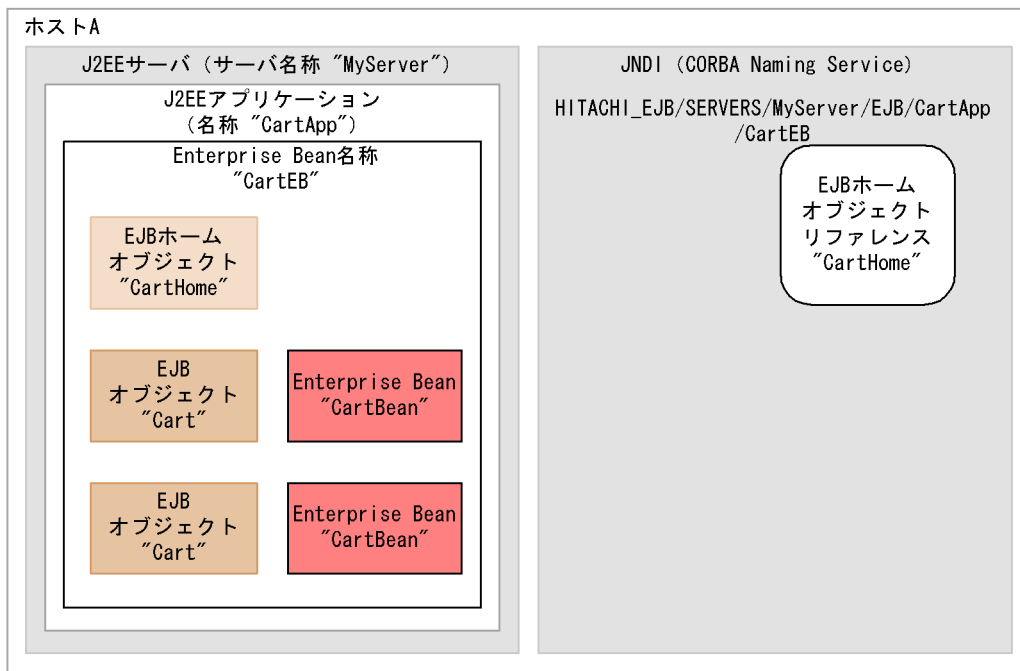 ホストA
J2EEサーバ（サーバ名称 "MyServer"）
J2EEアプリケーション
（名称 "CartApp"）
Enterprise Bean名称
"CartEB"
EJBホーム
オブジェクト
"CartHome"
EJB
オブジェクト
"Cart"
Enterprise Bean
"CartBean"
EJB
オブジェクト
"Cart"
Enterprise Bean
"CartBean"
JNDI（CORBA Naming Service）
HITACHI_EJB/SERVERS/MyServer/EJB/CartApp
/CartEB
EJBホーム
オブジェクト
リファレンス
"CartHome"